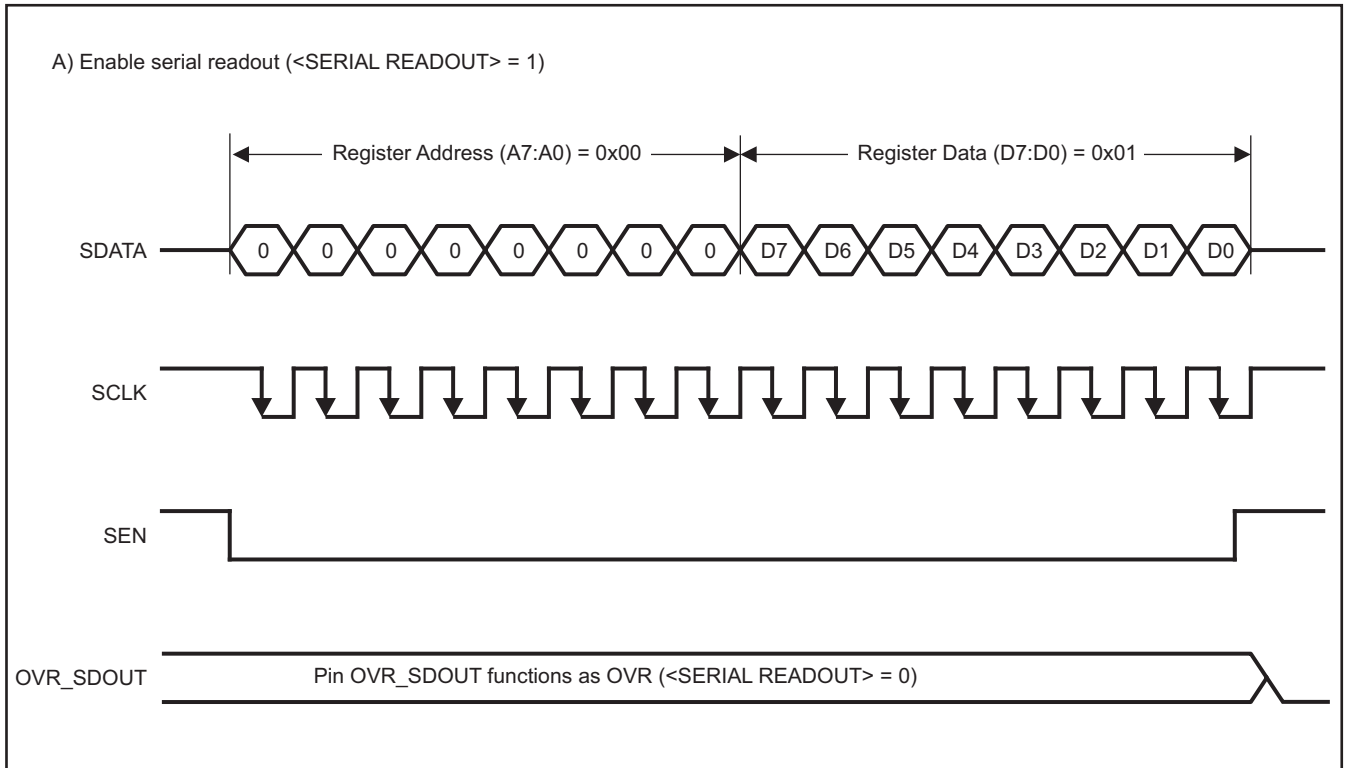 A) Enable serial readout (<SERIAL READOUT> = 1)
Register Address (A7:A0) = 0x00 Register Data (D7:D0) = 0x01
SDATA 0 0 0 0 0 0 0 0 D7 D6 D5 D4 D3 D2 D1 D0
SCLK
SEN
OVR_SDOUT Pin OVR_SDOUT functions as OVR (<SERIAL READOUT> = 0)